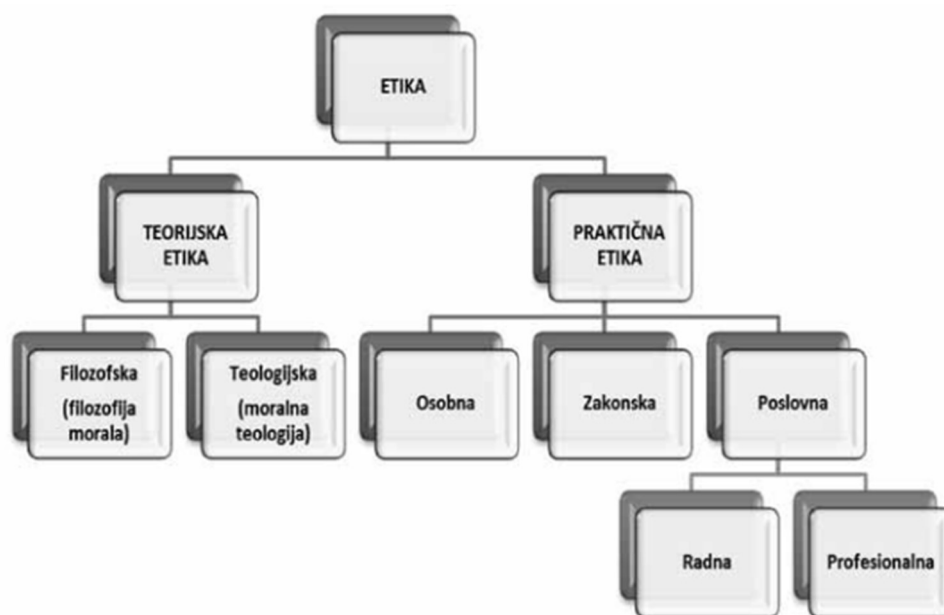 ETIKA
TEORIJSKA
ETIKA
PRAKTIČNA
ETIKA
Filozofska
(filozofija
morala)
Teologijska
(moralna
teologija)
Osobna
Zakonska
Poslovna
Radna
Profesionalna